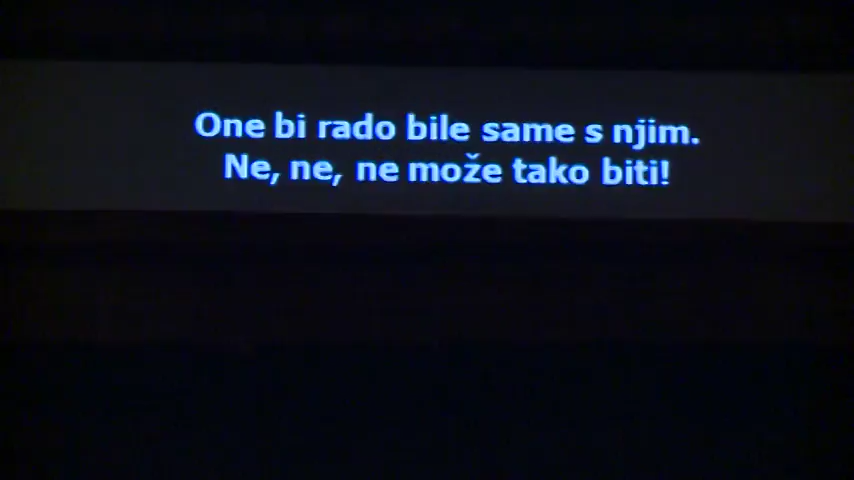 One bi rado bile same s njim.
Ne, ne, ne može tako biti!